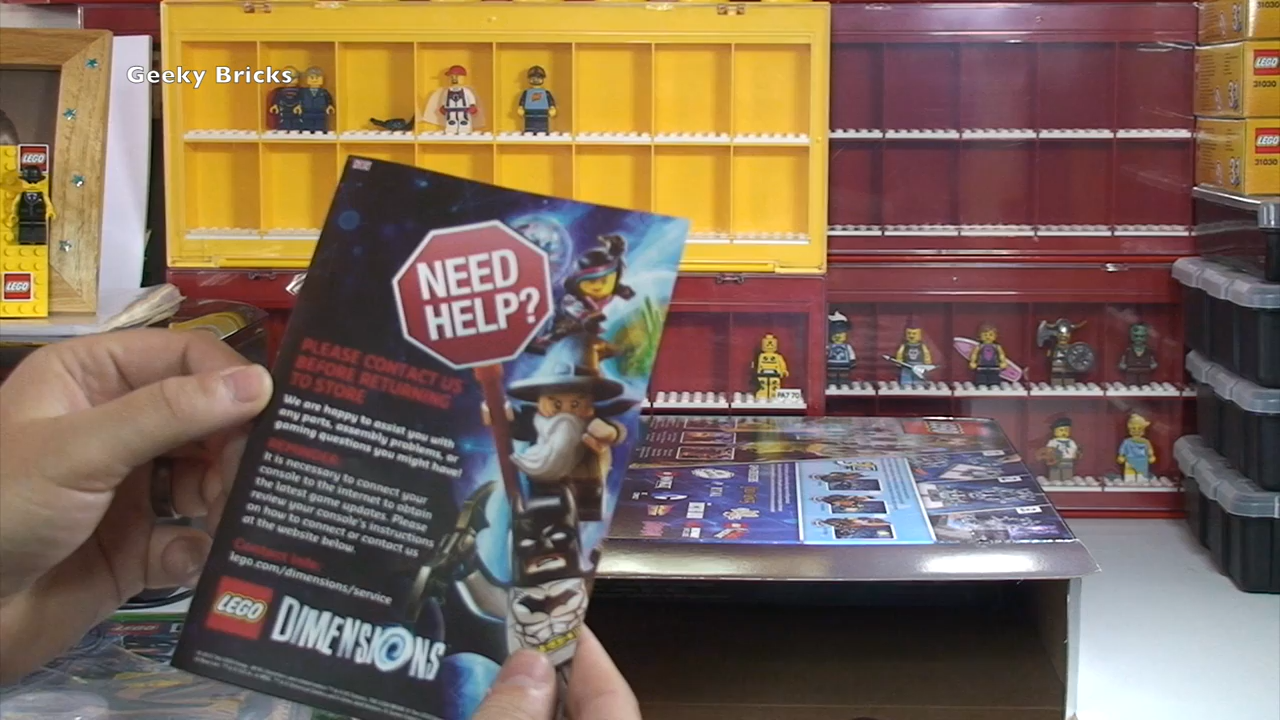 Geeky Bricks
LEGO
31030
LEGO
31030
LEGO
LEGO
NEED
HELP?
PLEASE CONTACT US
BEFORE RETURNING
TO STORE
We are happy to assist you with
any parts, assembly problems, or
gaming questions you might have!
REMINDER:
It is necessary to connect your
console to the internet to obtain
the latest game updates. Please
review your console's instructions
on how to connect or contact us
at the website below.
Contact Info:
lego.com/dimensions/service
LEGO DIMENSIONS